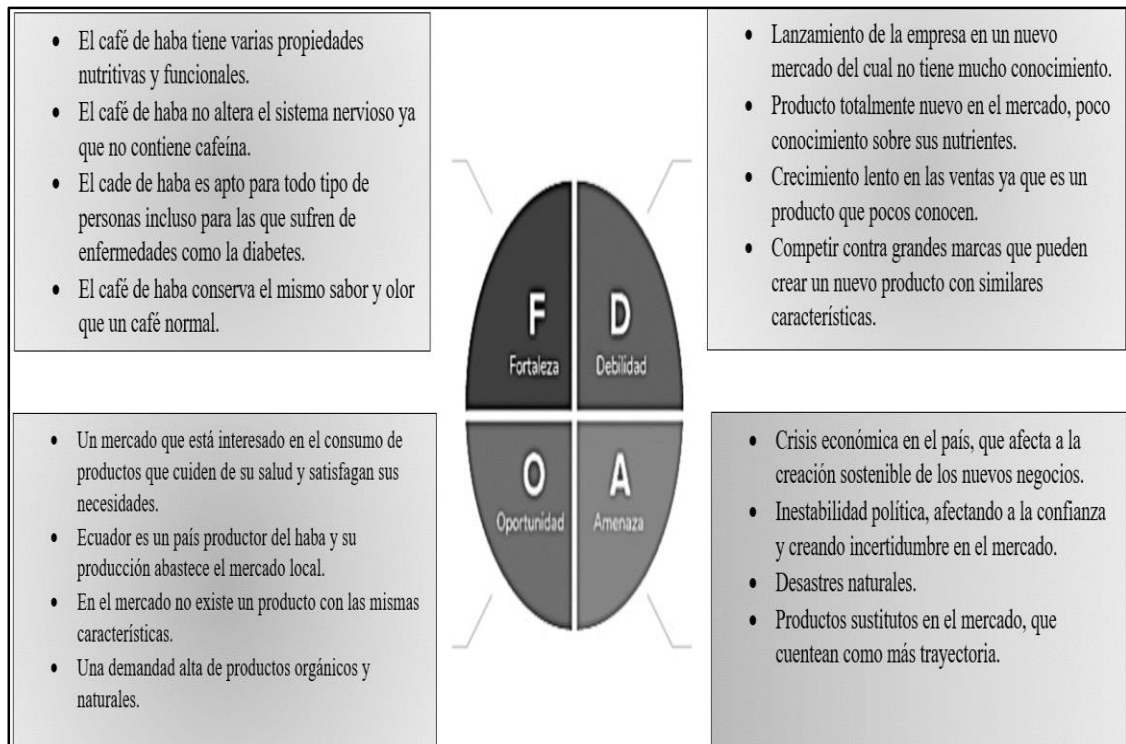 • El café de haba tiene varias propiedades
nutritivas y funcionales.
• El café de haba no altera el sistema nervioso ya
que no contiene cafeína.
• El cade de haba es apto para todo tipo de
personas incluso para las que sufren de
enfermedades como la diabetes.
• El café de haba conserva el mismo sabor y olor
que un café normal.
• Lanzamiento de la empresa en un nuevo
mercado del cual no tiene mucho conocimiento.
• Producto totalmente nuevo en el mercado, poco
conocimiento sobre sus nutrientes.
• Crecimiento lento en las ventas ya que es un
producto que pocos conocen.
• Competir contra grandes marcas que pueden
crear un nuevo producto con similares
características.
F
Fortaleza
D
Debilidad
O
Oportunidad
A
Amenaza
• Un mercado que está interesado en el consumo de
productos que cuiden de su salud y satisfagan sus
necesidades.
• Ecuador es un país productor del haba y su
producción abastece el mercado local.
• En el mercado no existe un producto con las mismas
características.
• Una demandad alta de productos orgánicos y
naturales.
• Crisis económica en el país, que afecta a la
creación sostenible de los nuevos negocios.
• Inestabilidad política, afectando a la confianza
y creando incertidumbre en el mercado.
• Desastres naturales.
• Productos sustitutos en el mercado, que
cuentean como más trayectoria.